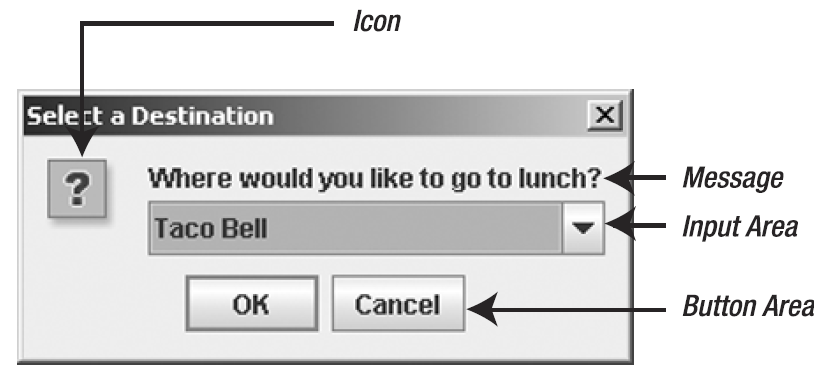 Icon
Select a Destination
?
Where would you like to go to lunch?
Message
Taco Bell
Input Area
OK
Cancel
Button Area